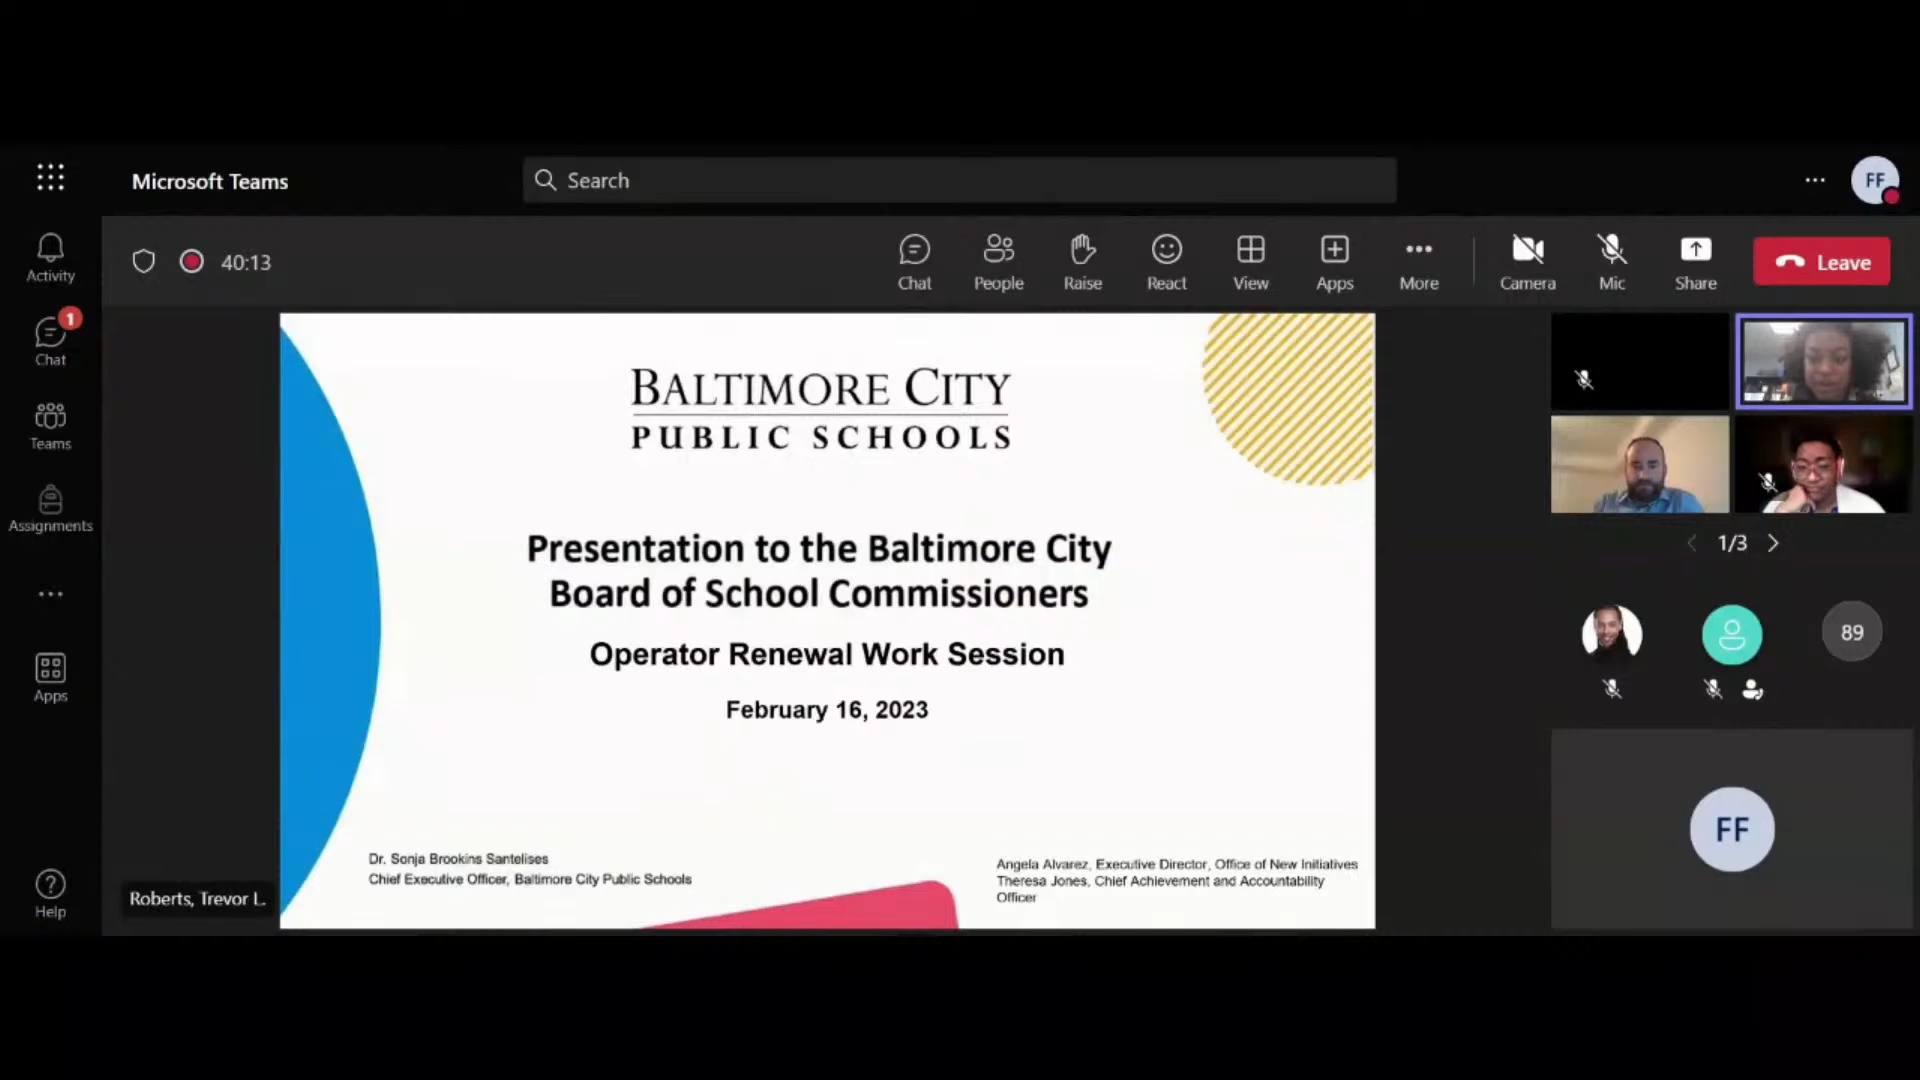 Microsoft Teams
Search
FF
Activity
40:13
Chat
People
Raise
React
View
Apps
More
Camera
Mic
Share
Leave
1
Chat
Teams
Assignments
Apps
Help
BALTIMORE CITY
PUBLIC SCHOOLS
Presentation to the Baltimore City
Board of School Commissioners
Operator Renewal Work Session
February 16, 2023
Dr. Sonja Brookins Santelises
Chief Executive Officer, Baltimore City Public Schools
Angela Alvarez, Executive Director, Office of New Initiatives
Theresa Jones, Chief Achievement and Accountability
Officer
Roberts, Trevor L.
1/3
89
FF